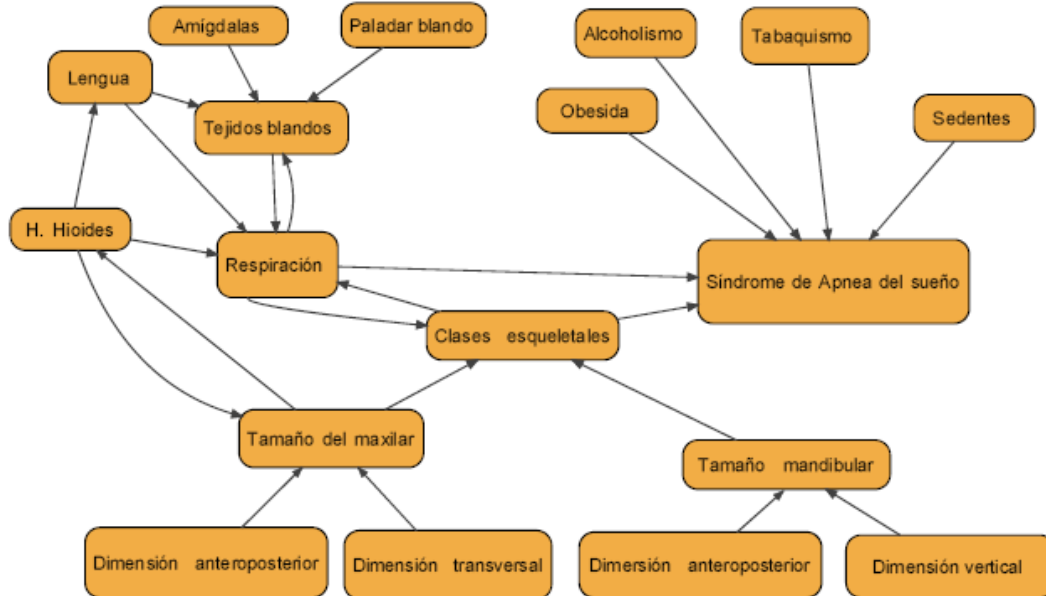 Amígdalas
Paladar blando
Alcoholismo
Tabaquismo
Lengua
Tejidos blandos
Obesida
Sedentes
H. Hioides
Respiración
Síndrome de Apnea del sueño
Clases esqueletales
Tamaño del maxilar
Tamaño mandibular
Dimensión anteroposterior
Dimensión transversal
Dimersión anteroposterior
Dimensión vertical